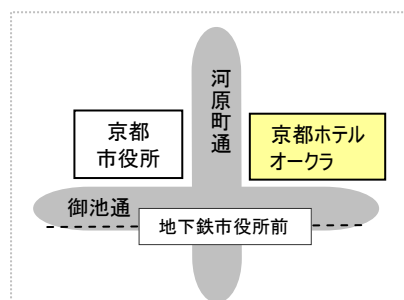 河原町通
京都
市役所
京都ホテル
オークラ
御池通
地下鉄市役所前